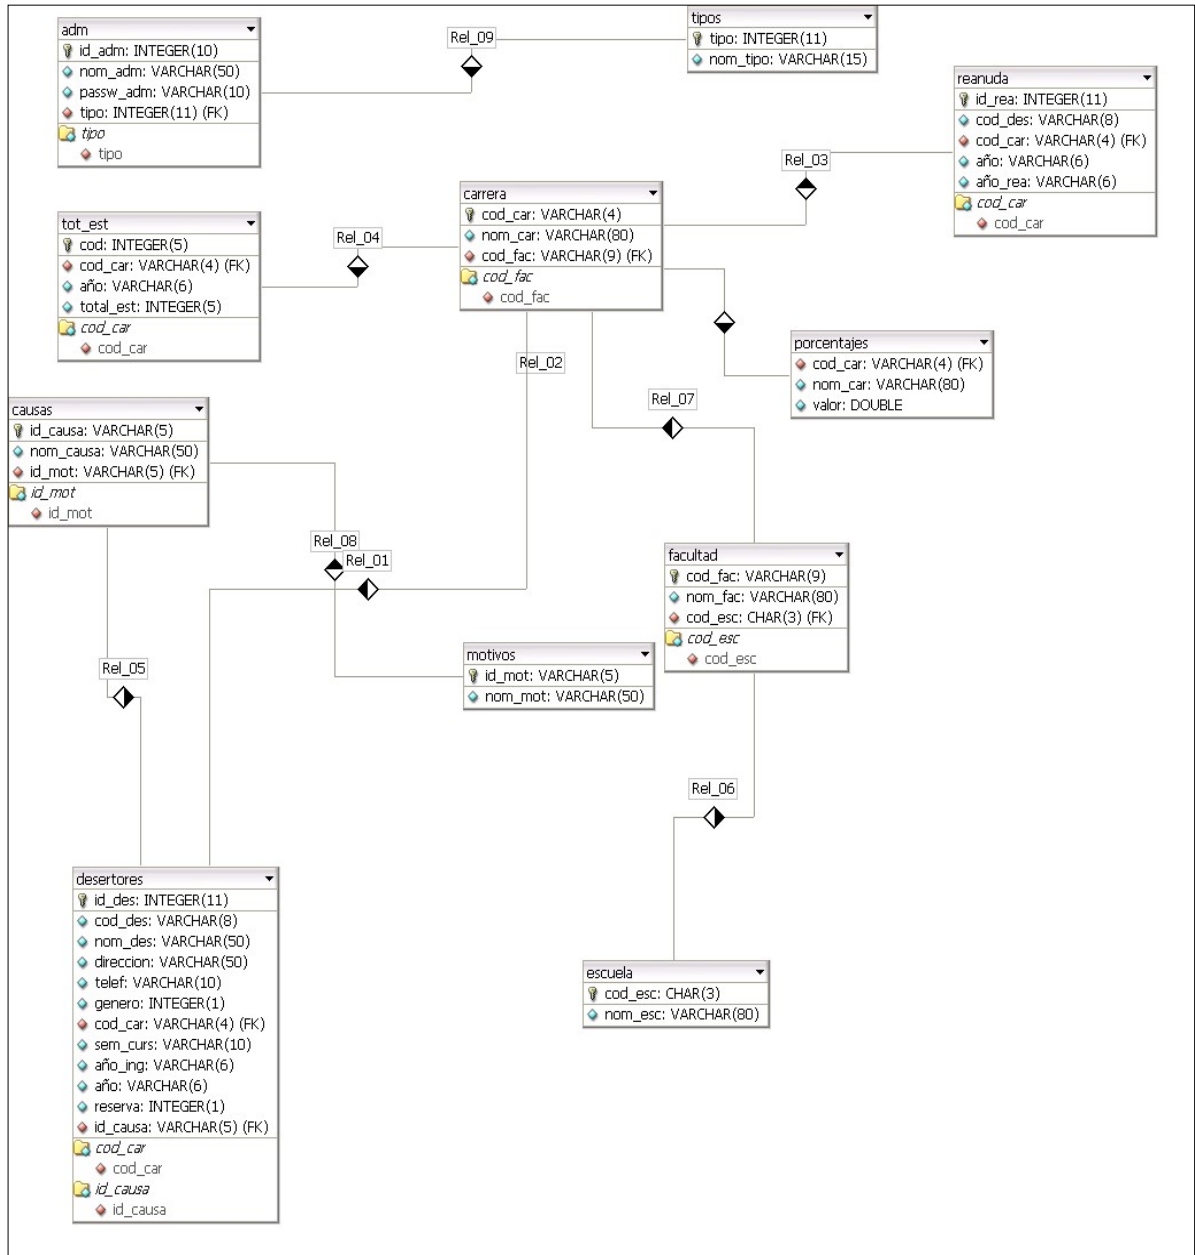 adm
id_adm: INTEGER(10)
nom_adm: VARCHAR(50)
passw_adm: VARCHAR(10)
tipo: INTEGER(11) (FK)
tipo
tipo
Rel_09
tipos
tipo: INTEGER(11)
nom_tipo: VARCHAR(15)
reanuda
id_rea: INTEGER(11)
cod_des: VARCHAR(8)
cod_car: VARCHAR(4) (FK)
año: VARCHAR(6)
año_rea: VARCHAR(6)
cod_car
cod_car
Rel_03
carrera
cod_car: VARCHAR(4)
nom_car: VARCHAR(80)
cod_fac: VARCHAR(9) (FK)
cod_fac
cod_fac
Rel_04
tot_est
cod: INTEGER(5)
cod_car: VARCHAR(4) (FK)
año: VARCHAR(6)
total_est: INTEGER(5)
cod_car
cod_car
Rel_02
porcentajes
cod_car: VARCHAR(4) (FK)
nom_car: VARCHAR(80)
valor: DOUBLE
Rel_07
causas
id_causa: VARCHAR(5)
nom_causa: VARCHAR(50)
id_mot: VARCHAR(5) (FK)
id_mot
id_mot
Rel_08
Rel_01
facultad
cod_fac: VARCHAR(9)
nom_fac: VARCHAR(80)
cod_esc: CHAR(3) (FK)
cod_esc
cod_esc
motivos
id_mot: VARCHAR(5)
nom_mot: VARCHAR(50)
Rel_05
Rel_06
desertores
id_des: INTEGER(11)
cod_des: VARCHAR(8)
nom_des: VARCHAR(50)
direccion: VARCHAR(50)
telef: VARCHAR(10)
genero: INTEGER(1)
cod_car: VARCHAR(4) (FK)
sem_curs: VARCHAR(10)
año_ing: VARCHAR(6)
año: VARCHAR(6)
reserva: INTEGER(1)
id_causa: VARCHAR(5) (FK)
cod_car
cod_car
id_causa
id_causa
escuela
cod_esc: CHAR(3)
nom_esc: VARCHAR(80)